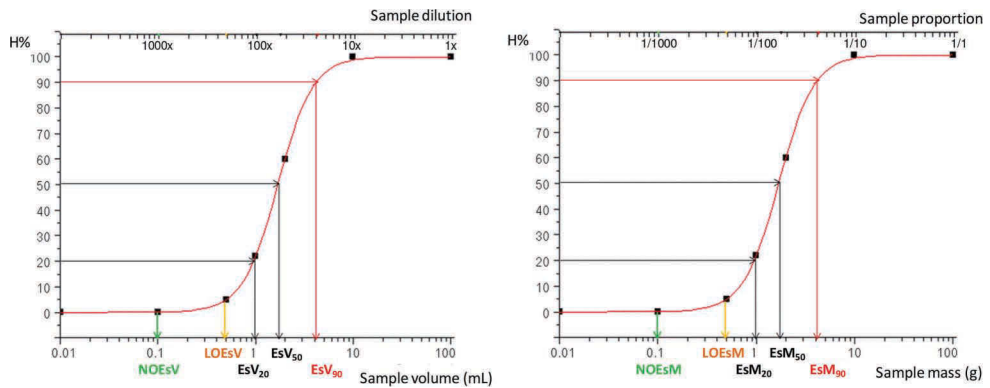 Sample dilution
H%
1000x 100x 10x 1x
100
90
80
70
60
50
40
30
20
10
0
0.01 0.1 1 10 100
LOEsV EsV50
NOEsV EsV20 EsV90
Sample volume (mL)
Sample proportion
H%
1/1000 1/100 1/10 1/1
100
90
80
70
60
50
40
30
20
10
0
0.01 0.1 1 10 100
LOEsM EsM50
NOEsM EsM20 EsM90
Sample mass (g)